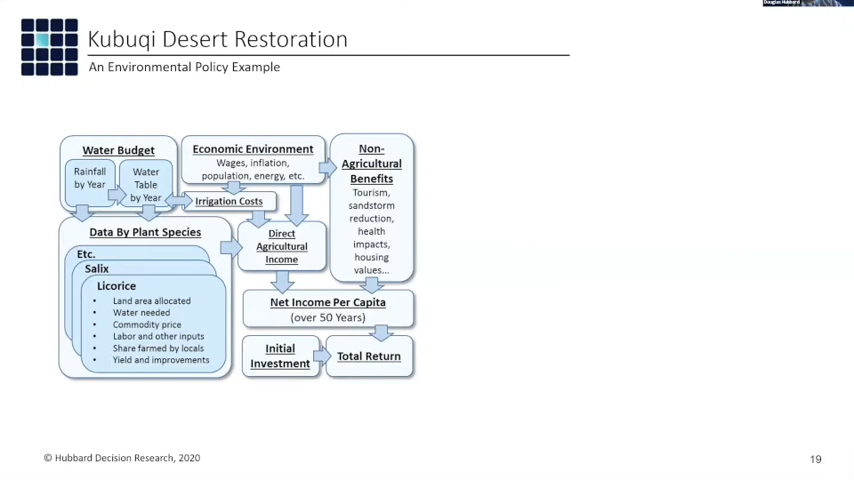 Douglas Hubbard
Kubuqi Desert Restoration
An Environmental Policy Example
Water Budget
Rainfall
by Year
Water
Table
by Year
Economic Environment
Wages, inflation,
population, energy, etc.
Irrigation Costs
Non-
Agricultural
Benefits
Tourism,
sandstorm
reduction,
health
impacts,
housing
values...
Data By Plant Species
Etc.
Salix
Licorice
• Land area allocated
• Water needed
• Commodity price
• Labor and other inputs
• Share farmed by locals
• Yield and improvements
Direct
Agricultural
Income
Net Income Per Capita
(over 50 Years)
Initial
Investment
Total Return
© Hubbard Decision Research, 2020
19